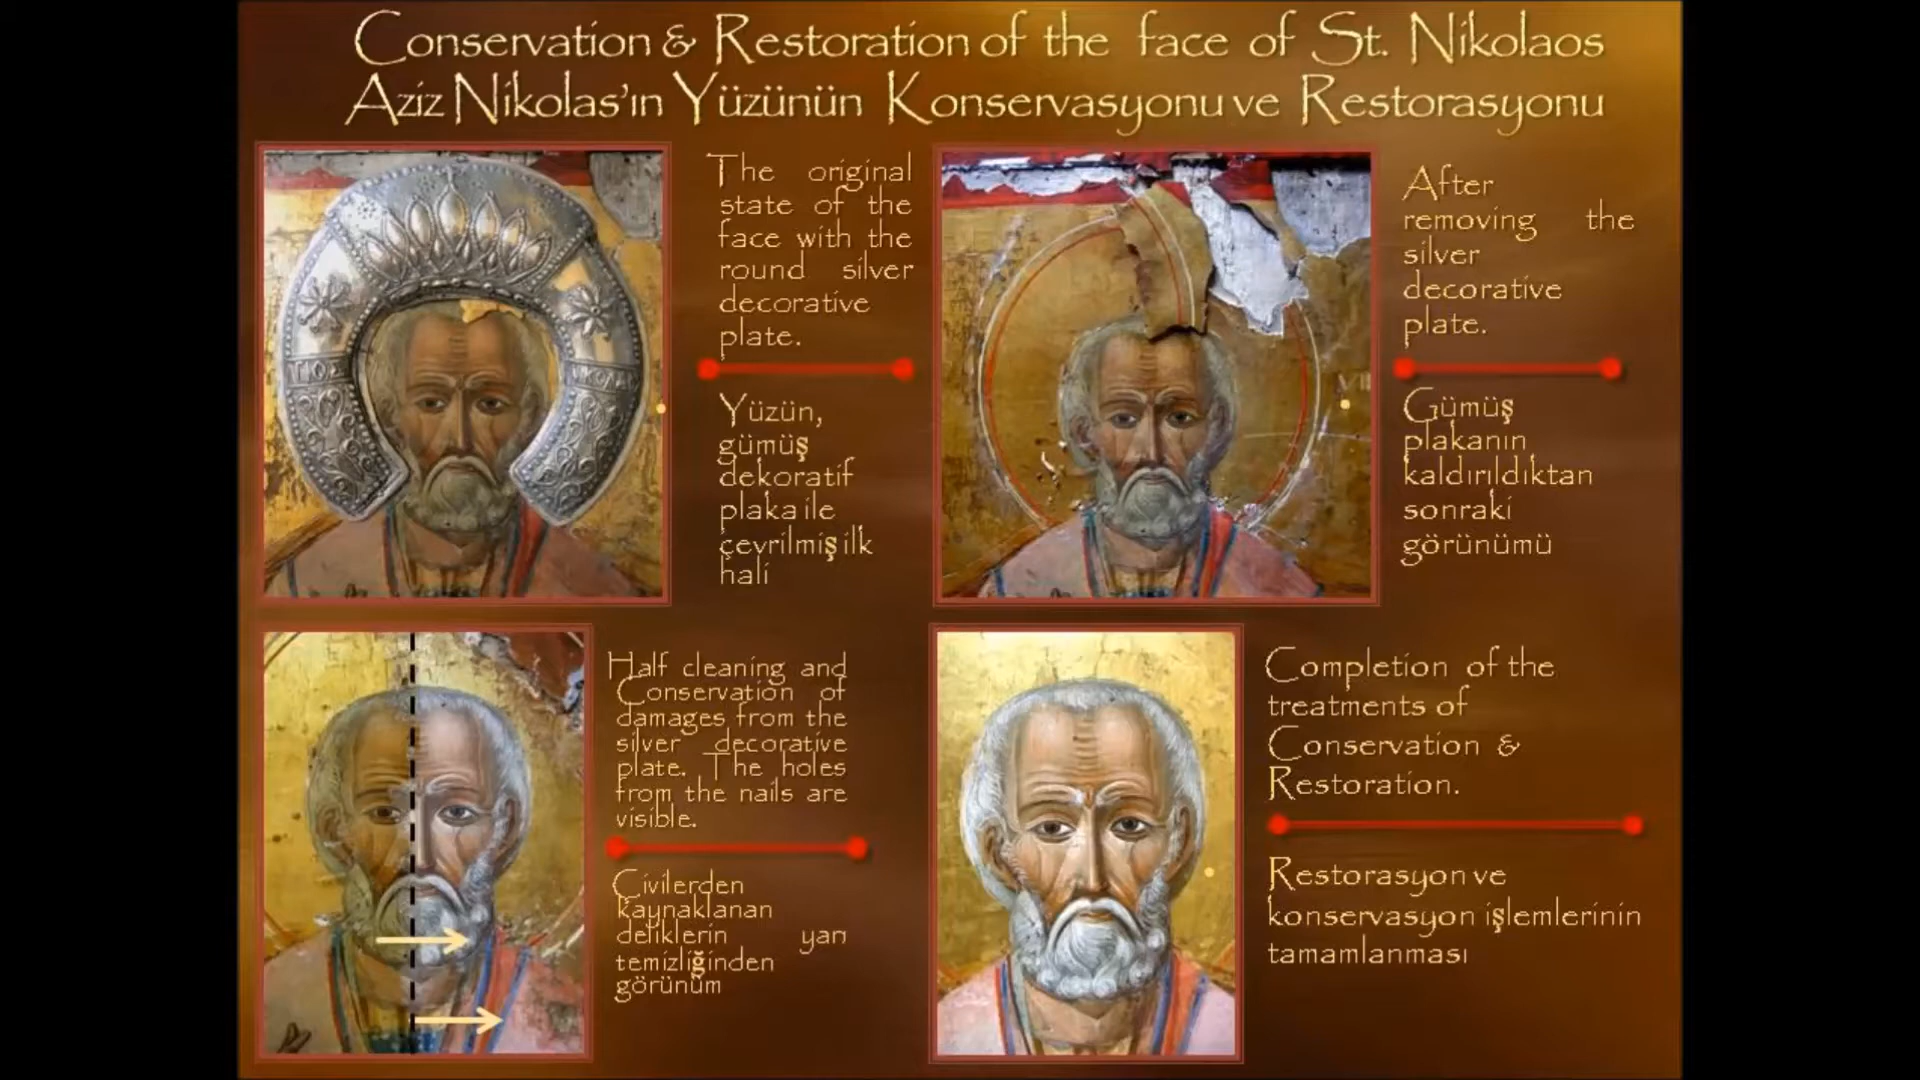 Conservation & Restoration of the face of St. Nikolaos
Aziz Nikolas'ın Yüzünün Konservasyonu ve Restorasyonu
The original
state of the
face with the
round silver
decorative
plate.
Yüzün,
gümüş
dekoratif
plaka ile
çevrilmiş ilk
hali
After
removing the
silver
decorative
plate.
Gümüş
plakanın
kaldırıldıktan
sonraki
görünümü
Half cleaning and
Conservation of
damages from the
silver decorative
plate. The holes
from the nails are
visible.
Çivilerden
kaynaklanan
deliklerin yarı
temizliğinden
görünüm
Completion of the
treatments of
Conservation &
Restoration.
Restorasyon ve
konservasyon işlemlerinin
tamamlanması